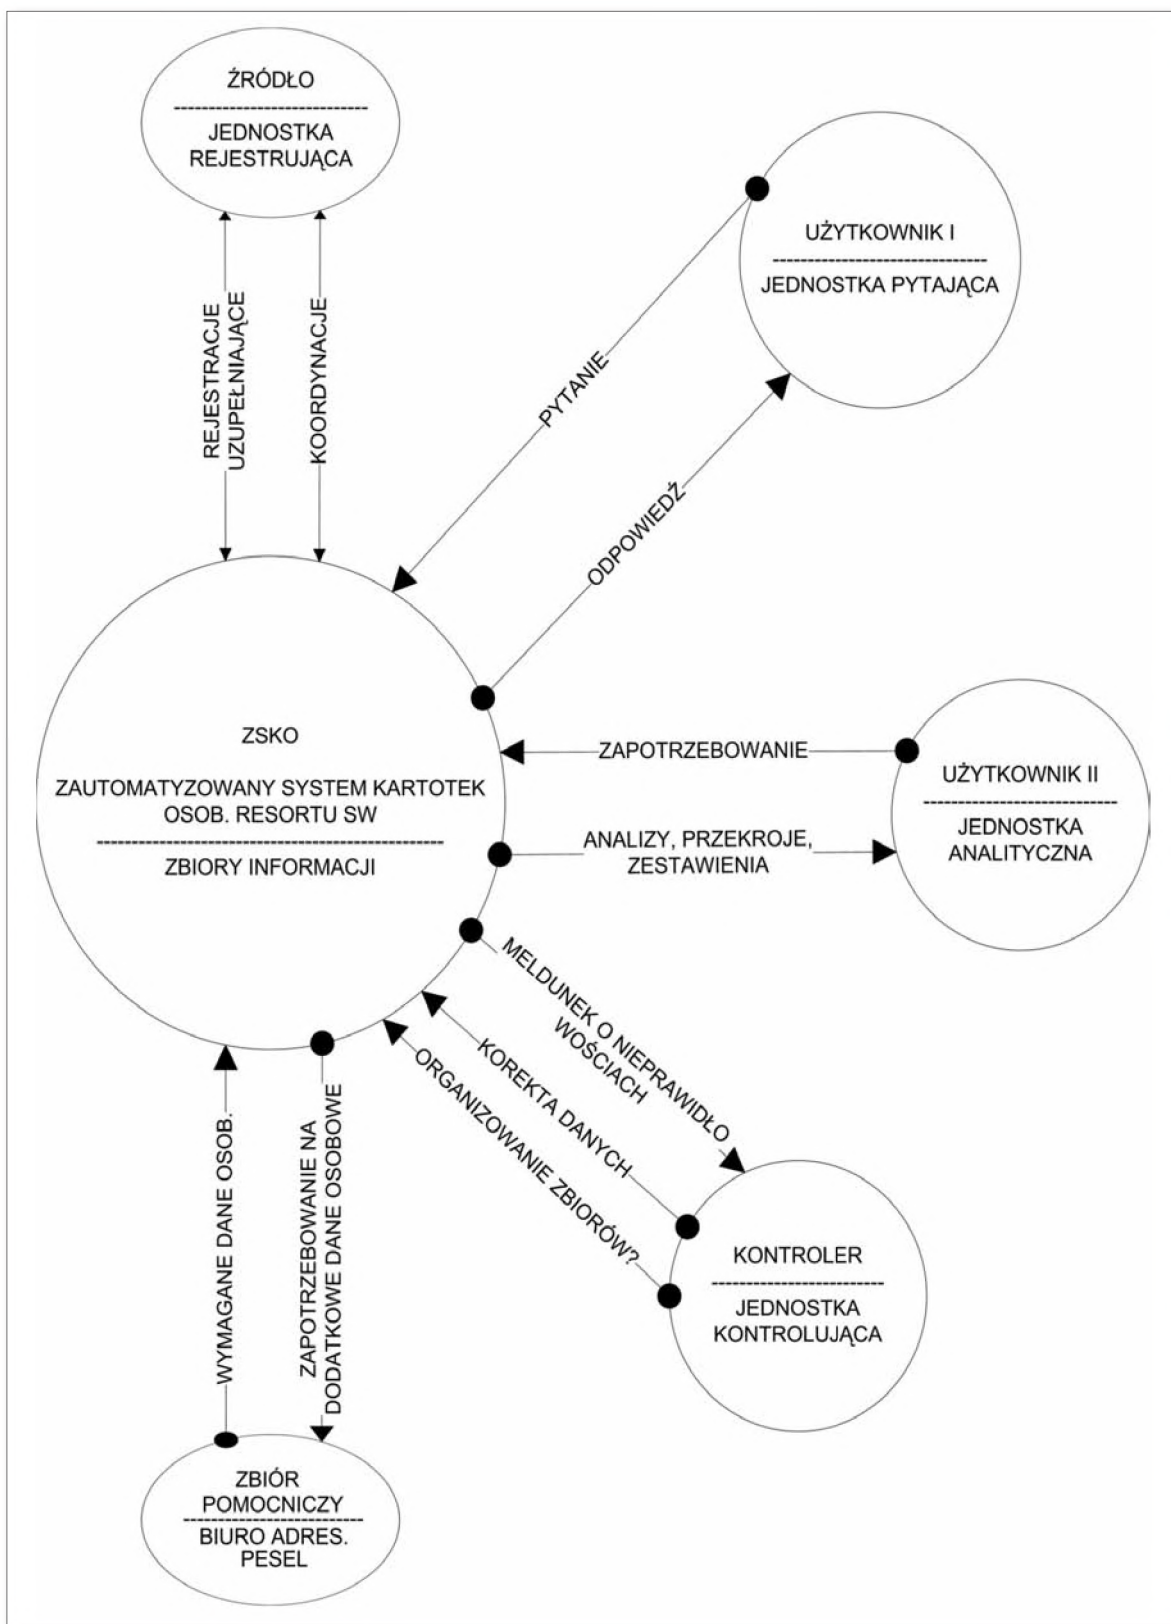 ŹRÓDŁO
JEDNOSTKA
REJESTRUJĄCA
UŻYTKOWNIK I
JEDNOSTKA PYTAJĄCA
REJESTRACJE
UZUPEŁNIAJĄCE
KOORDYNACJE
PYTANIE
ODPOWIEDŹ
ZSKO
ZAUTOMATYZOWANY SYSTEM KARTOTEK
OSOB. RESORTU SW
ZBIORY INFORMACJI
ZAPOTRZEBOWANIE
ANALIZY, PRZEKROJE,
ZESTAWIENIA
UŻYTKOWNIK II
JEDNOSTKA
ANALITYCZNA
MELDUNEK O NIEPRAWIDŁO
WOŚCIACH
KOREKTA DANYCH
ORGANIZOWANIE ZBIORÓW?
KONTROLER
JEDNOSTKA
KONTROLUJĄCA
WYMAGANE DANE OSOB.
ZAPOTRZEBOWANIE NA
DODATKOWE DANE OSOBOWE
ZBIÓR
POMOCNICZY
BIURO ADRES.
PESEL